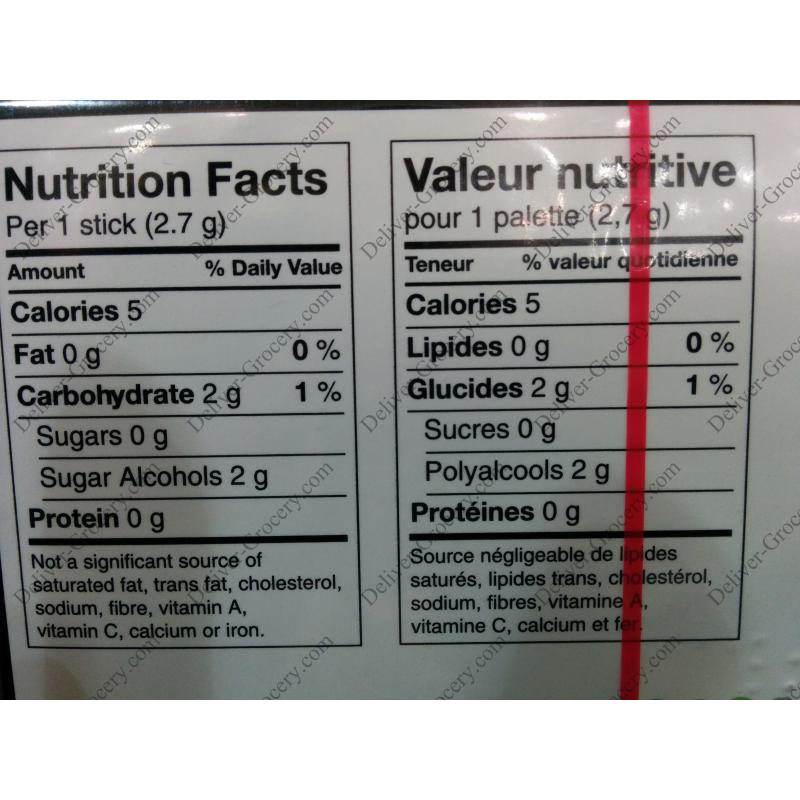 Nutrition Facts
Per 1 stick (2.7 g)
Amount % Daily Value
Calories 5
Fat 0 g 0 %
Carbohydrate 2 g 1 %
Sugars 0 g
Sugar Alcohols 2 g
Protein 0 g
Not a significant source of
saturated fat, trans fat, cholesterol,
sodium, fibre, vitamin A,
vitamin C, calcium or iron.
Valeur nutritive
pour 1 palette (2,7 g)
Teneur % valeur quotidienne
Calories 5
Lipides 0 g 0 %
Glucides 2 g 1 %
Sucres 0 g
Polyalcools 2 g
Protéines 0 g
Source négligeable de lipides
saturés, lipides trans, cholestérol,
sodium, fibres, vitamine A,
vitamine C, calcium et fer.
Deliver-Grocery.com